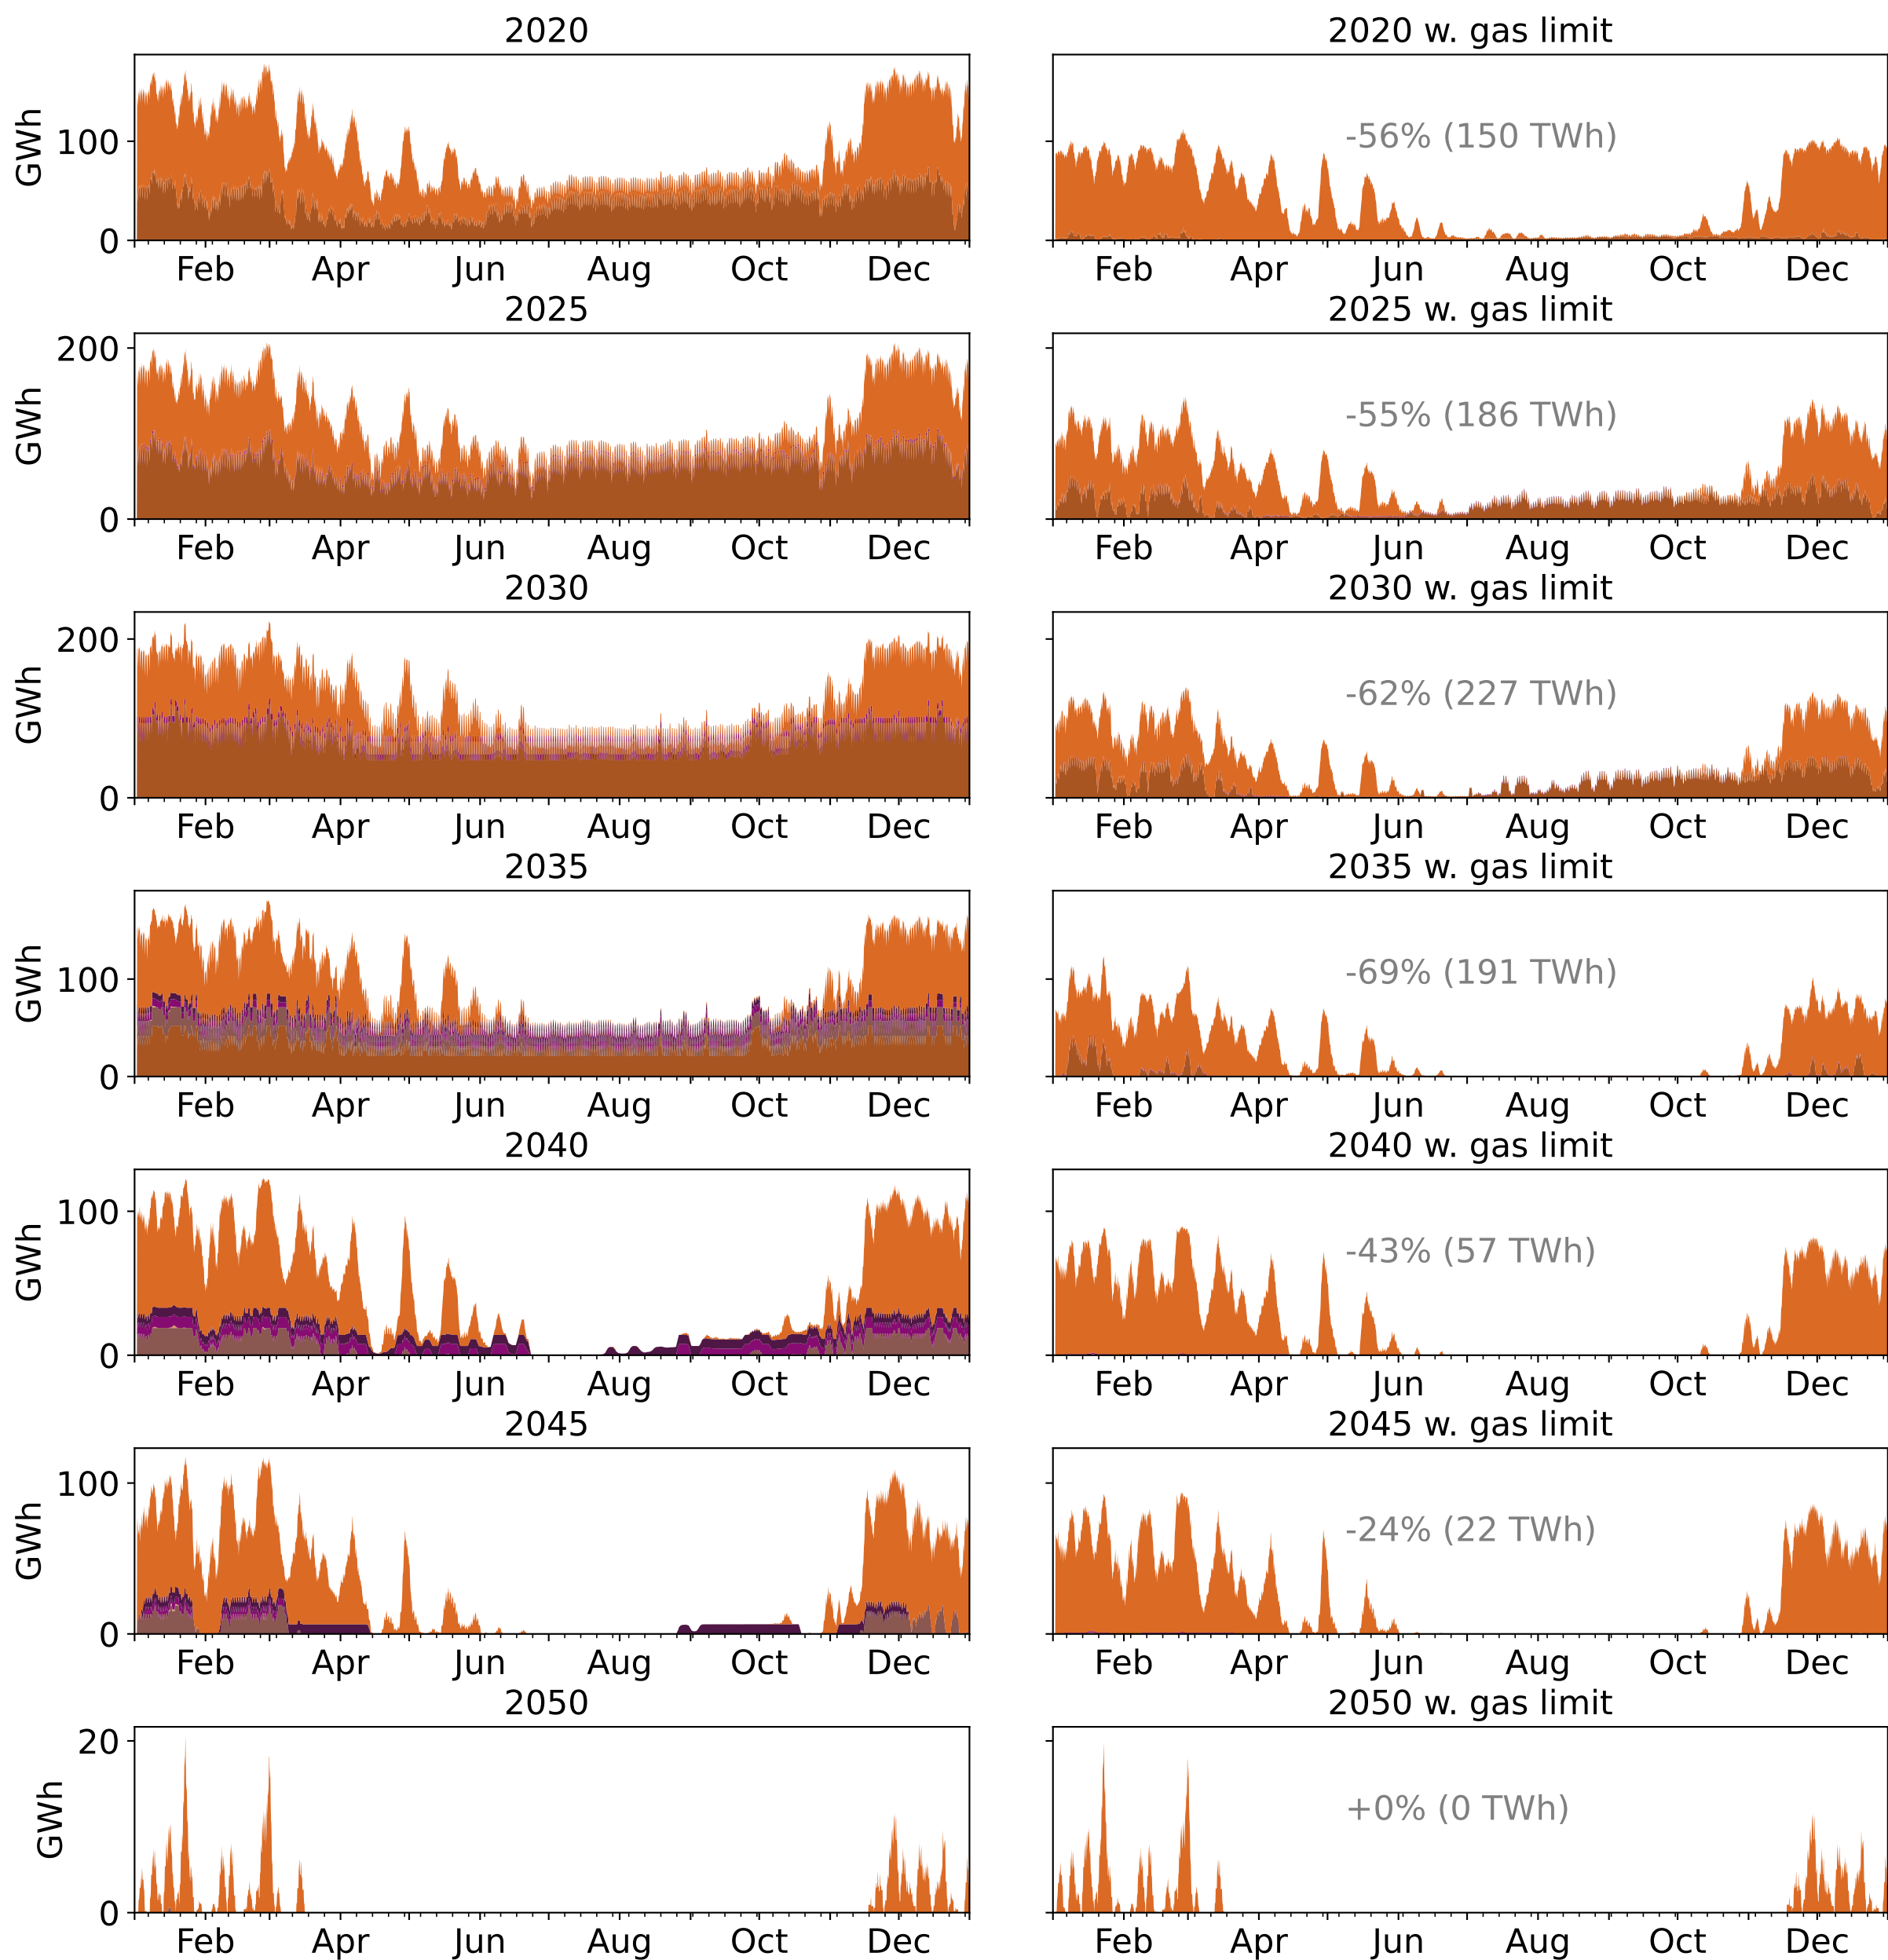 2020
2020 w. gas limit
GWh
100
0
-56% (150 TWh)
Feb Apr Jun Aug Oct Dec
Feb Apr Jun Aug Oct Dec
2025
2025 w. gas limit
GWh
200
0
-55% (186 TWh)
Feb Apr Jun Aug Oct Dec
Feb Apr Jun Aug Oct Dec
2030
2030 w. gas limit
GWh
200
0
-62% (227 TWh)
Feb Apr Jun Aug Oct Dec
Feb Apr Jun Aug Oct Dec
2035
2035 w. gas limit
GWh
100
0
-69% (191 TWh)
Feb Apr Jun Aug Oct Dec
Feb Apr Jun Aug Oct Dec
2040
2040 w. gas limit
GWh
100
0
-43% (57 TWh)
Feb Apr Jun Aug Oct Dec
Feb Apr Jun Aug Oct Dec
2045
2045 w. gas limit
GWh
100
0
-24% (22 TWh)
Feb Apr Jun Aug Oct Dec
Feb Apr Jun Aug Oct Dec
2050
2050 w. gas limit
GWh
20
0
+0% (0 TWh)
Feb Apr Jun Aug Oct Dec
Feb Apr Jun Aug Oct Dec